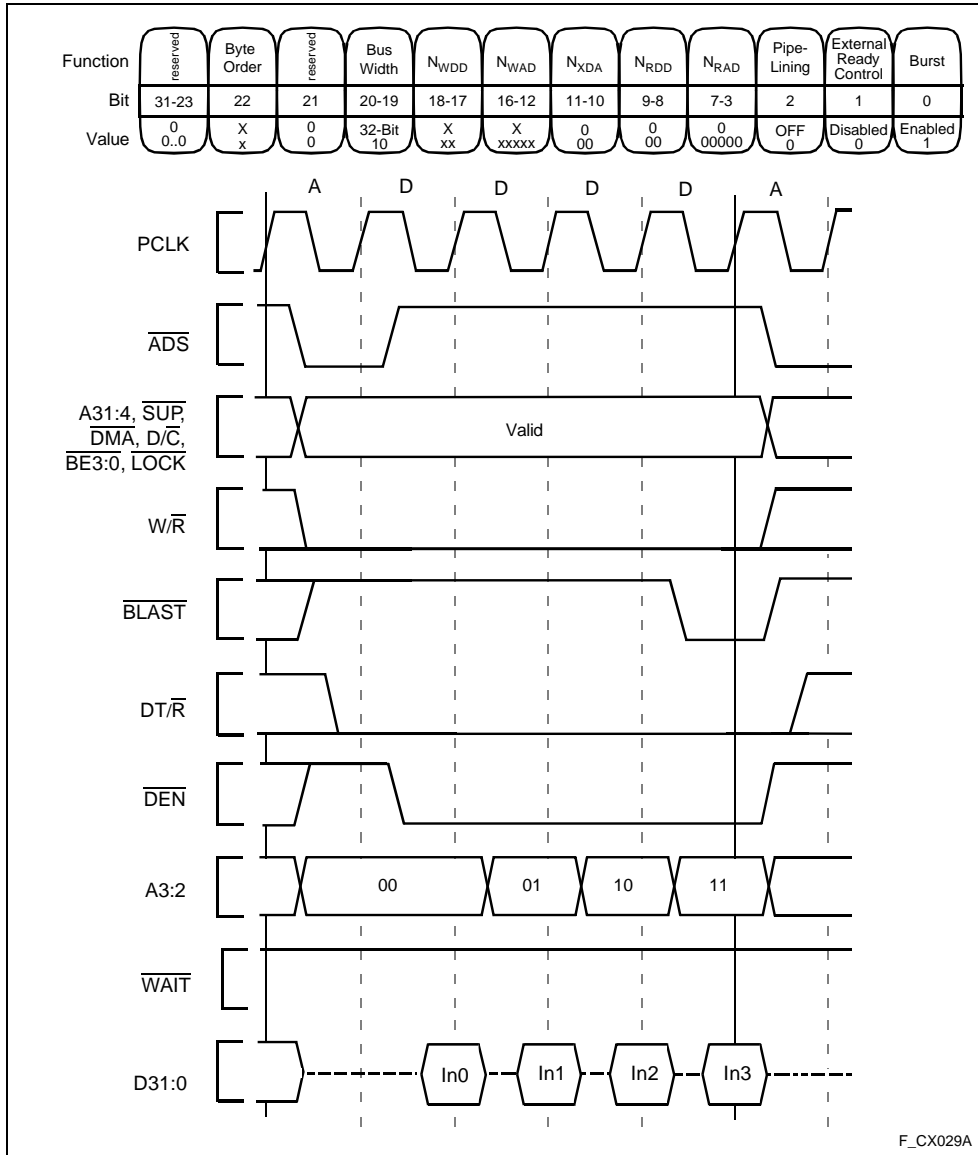 Function reserved Byte Order reserved Bus Width NWDD NWAD NXDA NRDD NRAD Pipe-Lining External Ready Control Burst
Bit 31-23 22 21 20-19 18-17 16-12 11-10 9-8 7-3 2 1 0
Value 0 X 0 32-Bit X X 0 0 0 OFF Disabled Enabled
0..0 x 0 10 xx xxxxx 00 00 00000 0 0 1
A D D D D A
PCLK
ADS
A31:4, SUP,
DMA, D/C,
BE3:0, LOCK
Valid
W/R
BLAST
DT/R
DEN
A3:2 00 01 10 11
WAIT
D31:0 In0 In1 In2 In3
F_CX029A